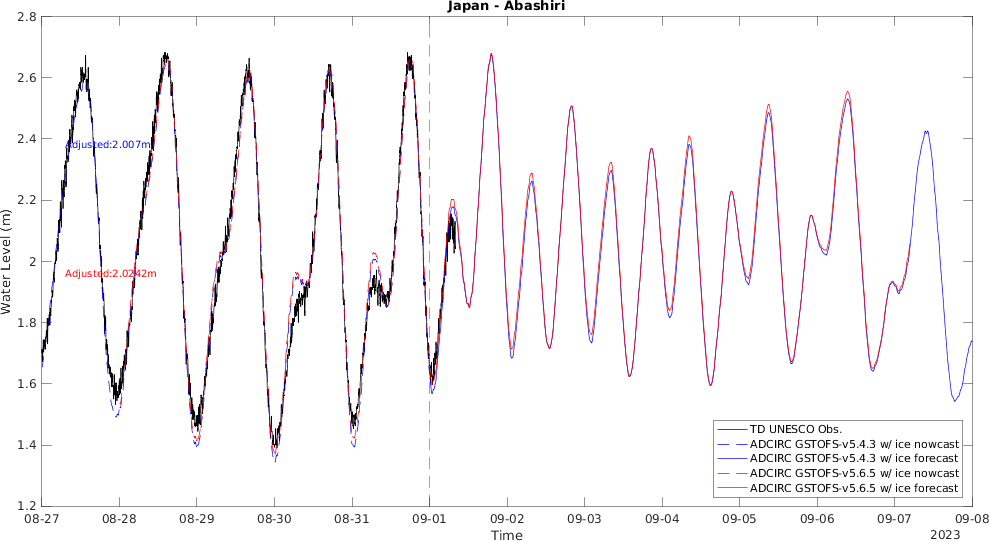 Japan - Abashiri
2.8
2.6
2.4
2.2
2
1.8
1.6
1.4
1.2
Water Level (m)
Adjusted:2.007m
Adjusted:2.0242m
TD UNESCO Obs.
ADCIRC GSTOFS-v5.4.3 w/ ice nowcast
ADCIRC GSTOFS-v5.4.3 w/ ice forecast
ADCIRC GSTOFS-v5.6.5 w/ ice nowcast
ADCIRC GSTOFS-v5.6.5 w/ ice forecast
08-27 08-28 08-29 08-30 08-31 09-01 09-02 09-03 09-04 09-05 09-06 09-07 09-08
Time
2023